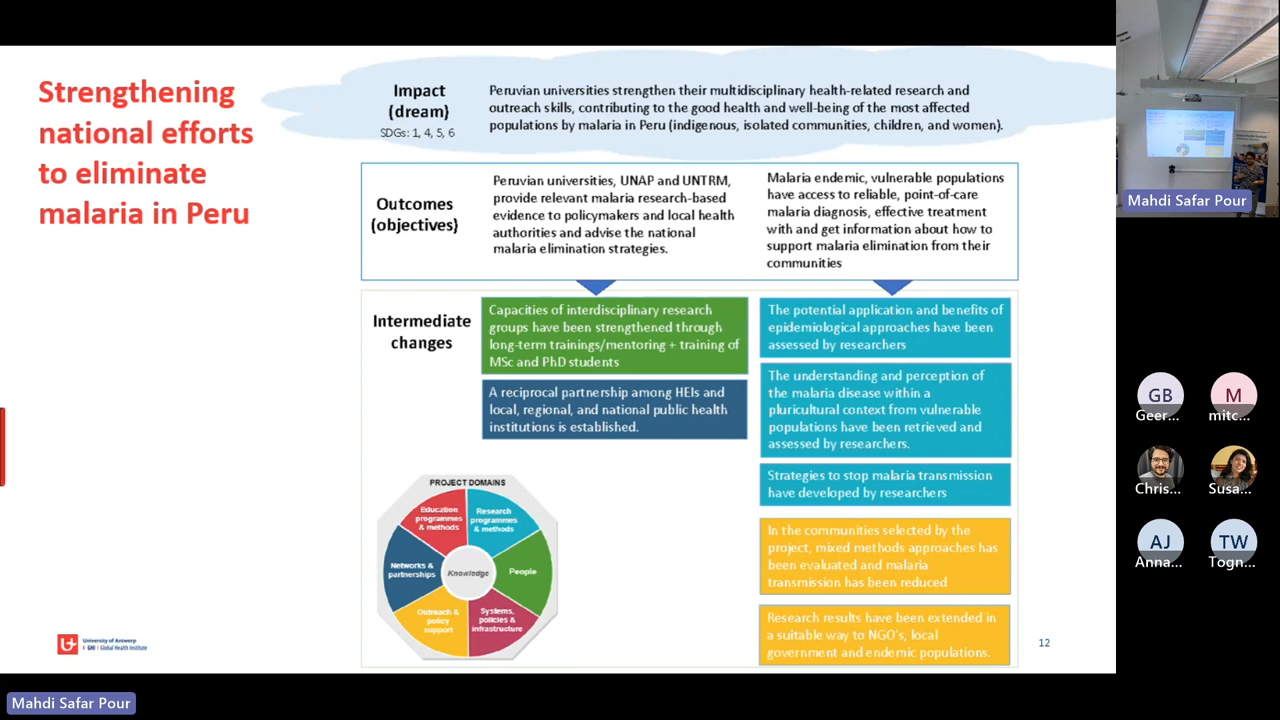 Strengthening
national efforts
to eliminate
malaria in Peru
Impact
(dream)
SDGs: 1, 4, 5, 6
Peruvian universities strengthen their multidisciplinary health-related research and
outreach skills, contributing to the good health and well-being of the most affected
populations by malaria in Peru (indigenous, isolated communities, children, and women).
Outcomes
(objectives)
Peruvian universities, UNAP and UNTRM,
provide relevant malaria research-based
evidence to policymakers and local health
authorities and advise the national
malaria elimination strategies.
Malaria endemic, vulnerable populations
have access to reliable, point-of-care
malaria diagnosis, effective treatment
with and get information about how to
support malaria elimination from their
communities
Intermediate
changes
Capacities of interdisciplinary research
groups have been strengthened through
long-term trainings/mentoring + training of
MSc and PhD students
A reciprocal partnership among HEIs and
local, regional, and national public health
institutions is established.
The potential application and benefits of
epidemiological approaches have been
assessed by researchers
The understanding and perception of
the malaria disease within a
pluricultural context from vulnerable
populations have been retrieved and
assessed by researchers.
Strategies to stop malaria transmission
have developed by researchers
In the communities selected by the
project, mixed methods approaches has
been evaluated and malaria
transmission has been reduced
Research results have been extended in
a suitable way to NGO's, local
government and endemic populations.
PROJECT DOMAINS
Education
programmes
& methods
Research
programmes
& methods
Networks &
partnerships
Knowledge
People
Outreach &
policy
support
Systems,
policies &
infrastructure
University of Antwerp
GHI | Global Health Institute
12
Mahdi Safar Pour
Mahdi Safar Pour
GB
Geer...
M
mitc...
Chris...
Susa...
AJ
Anna...
TW
Togn...